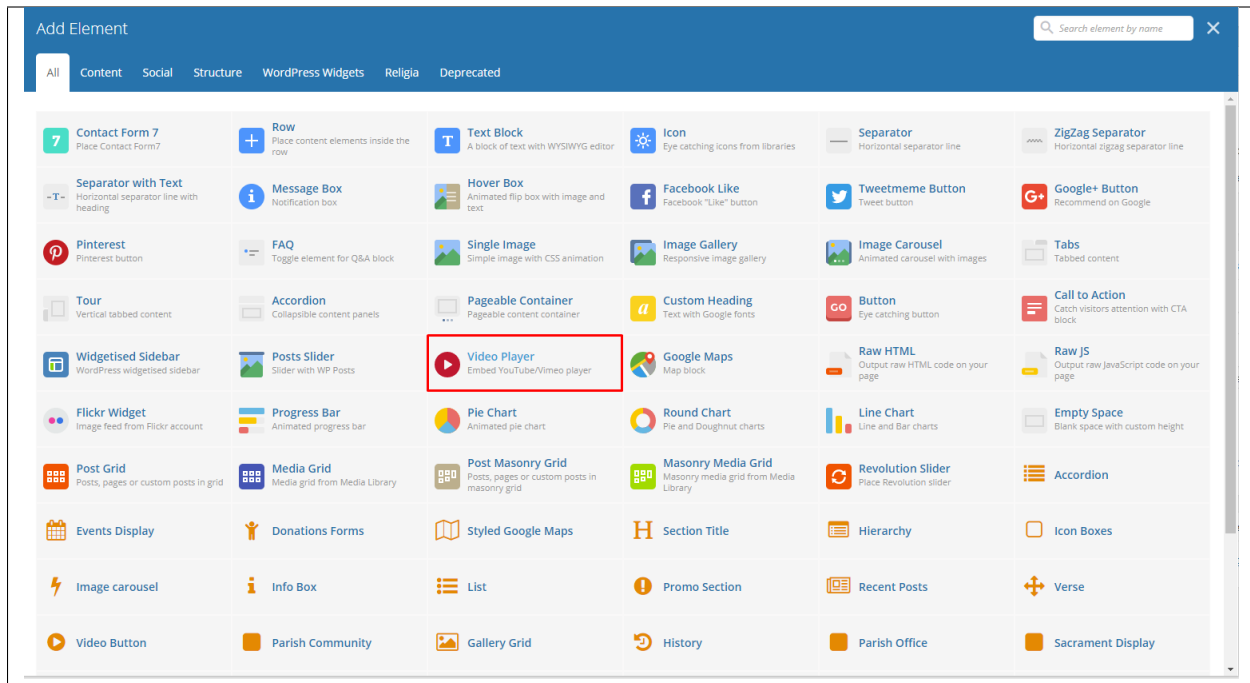 Add Element
Search element by name
All Content Social Structure WordPress Widgets Religia Deprecated
7
Contact Form 7
Place Contact Form7
Row
Place content elements inside the
row
T
Text Block
A block of text with WYSIWYG editor
Icon
Eye catching icons from libraries
Separator
Horizontal separator line
ZigZag Separator
Horizontal zigzag separator line
-T-
Separator with Text
Horizontal separator line with
heading
i
Message Box
Notification box
Hover Box
Animated flip box with image and
text
f
Facebook Like
Facebook "Like" button
Tweetmeme Button
Tweet button
G+
Google+ Button
Recommend on Google
Pinterest
Pinterest button
FAQ
Toggle element for Q&A block
Single Image
Simple image with CSS animation
Image Gallery
Responsive image gallery
Image Carousel
Animated carousel with images
Tabs
Tabbed content
Tour
Vertical tabbed content
Accordion
Collapsible content panels
Pageable Container
Pageable content container
a
Custom Heading
Text with Google fonts
GO
Button
Eye catching button
Call to Action
Catch visitors attention with CTA
block
Widgetised Sidebar
WordPress widgetised sidebar
Posts Slider
Slider with WP Posts
Video Player
Embed YouTube/Vimeo player
Google Maps
Map block
Raw HTML
Output raw HTML code on your
page
Raw JS
Output raw JavaScript code on your
page
Flickr Widget
Image feed from Flickr account
Progress Bar
Animated progress bar
Pie Chart
Animated pie chart
Round Chart
Pie and Doughnut charts
Line Chart
Line and Bar charts
Empty Space
Blank space with custom height
Post Grid
Posts, pages or custom posts in grid
Media Grid
Media grid from Media Library
Post Masonry Grid
Posts, pages or custom posts in
masonry grid
Masonry Media Grid
Masonry media grid from Media
Library
Revolution Slider
Place Revolution slider
Accordion
Events Display
Donations Forms
Styled Google Maps
H
Section Title
Hierarchy
Icon Boxes
Image carousel
i
Info Box
List
Promo Section
Recent Posts
Verse
Video Button
Parish Community
Gallery Grid
History
Parish Office
Sacrament Display